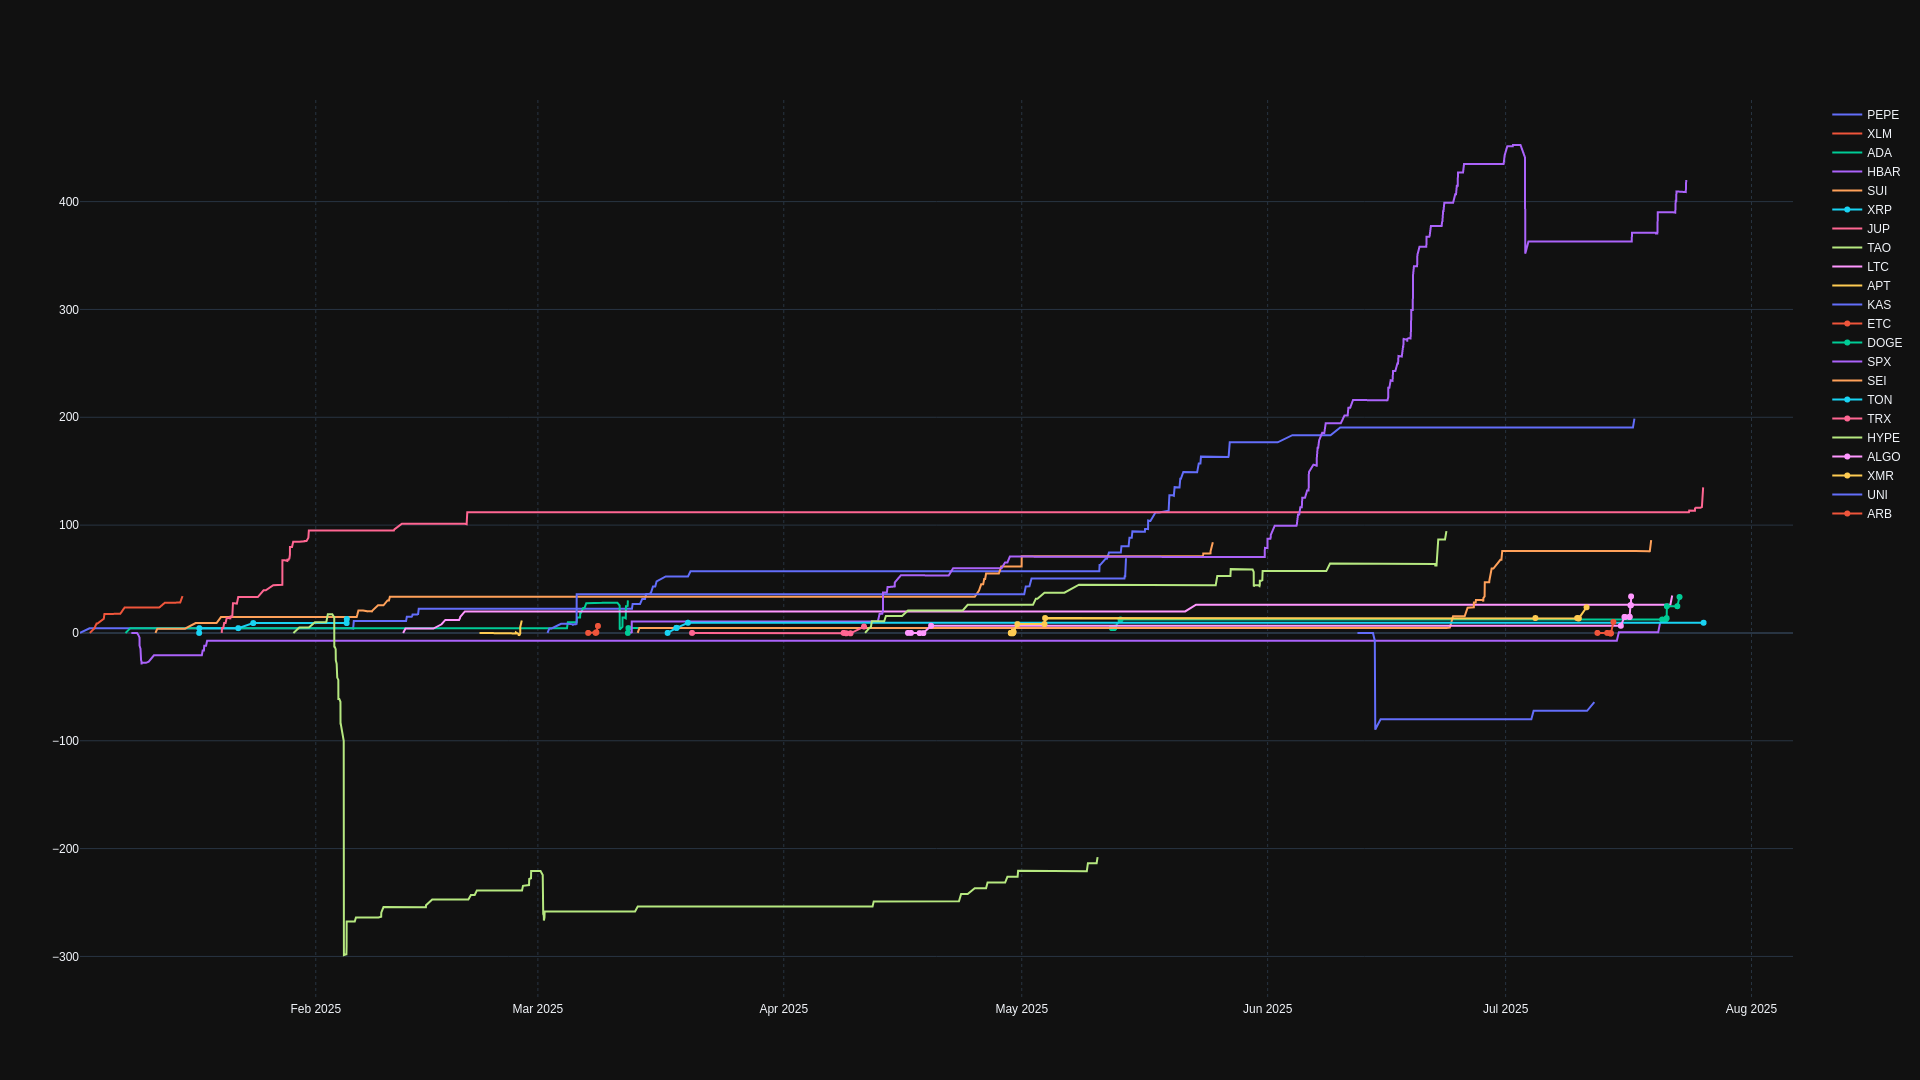 400
300
200
100
0
−100
−200
−300
Feb 2025
Mar 2025
Apr 2025
May 2025
Jun 2025
Jul 2025
Aug 2025
PEPE
XLM
ADA
HBAR
SUI
XRP
JUP
TAO
LTC
APT
KAS
ETC
DOGE
SPX
SEI
TON
TRX
HYPE
ALGO
XMR
UNI
ARB